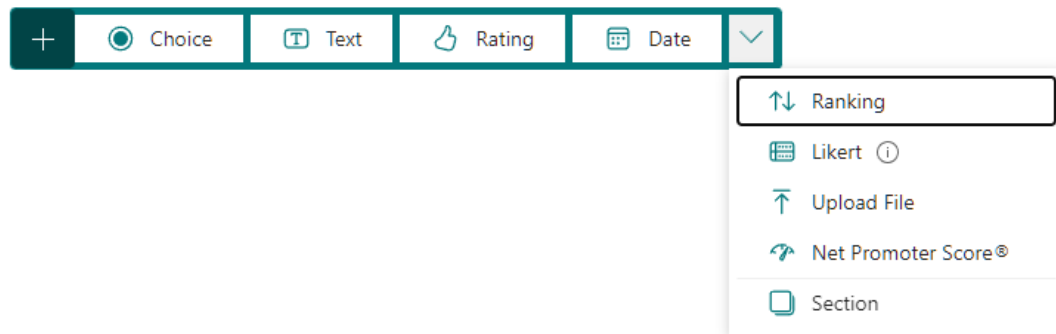 Choice Text Rating Date
Ranking
Likert
Upload File
Net Promoter Score®
Section